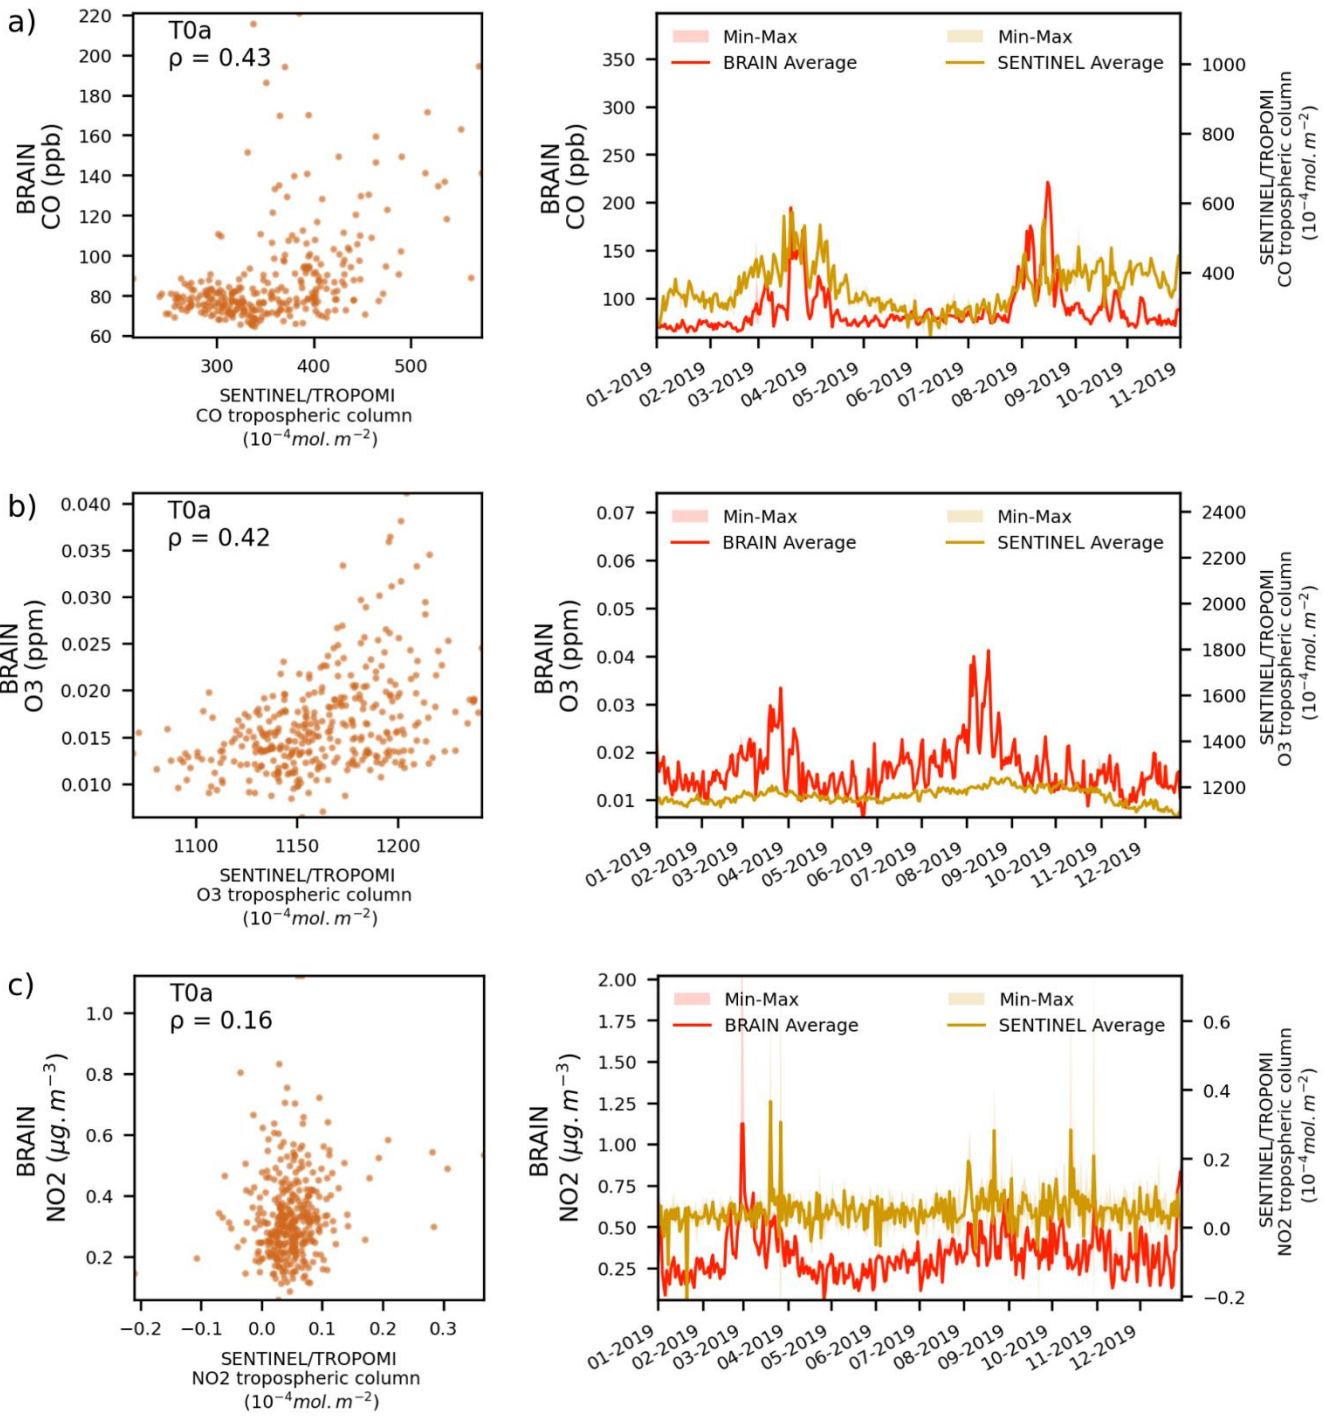 a)
T0a
ρ = 0.43
220
200
180
160
140
120
100
80
60
BRAIN
CO (ppb)
300 400 500
SENTINEL/TROPOMI
CO tropospheric column
(10⁻⁴mol.m⁻²)
Min-Max
BRAIN Average
Min-Max
SENTINEL Average
350
300
250
200
150
100
BRAIN
CO (ppb)
1000
800
600
400
SENTINEL/TROPOMI
CO tropospheric column
(10⁻⁴mol.m⁻²)
01-2019 02-2019 03-2019 04-2019 05-2019 06-2019 07-2019 08-2019 09-2019 10-2019 11-2019
b)
T0a
ρ = 0.42
0.040
0.035
0.030
0.025
0.020
0.015
0.010
BRAIN
O3 (ppm)
1100 1150 1200
SENTINEL/TROPOMI
O3 tropospheric column
(10⁻⁴mol.m⁻²)
Min-Max
BRAIN Average
Min-Max
SENTINEL Average
0.07
0.06
0.05
0.04
0.03
0.02
0.01
BRAIN
O3 (ppm)
2400
2200
2000
1800
1600
1400
1200
SENTINEL/TROPOMI
O3 tropospheric column
(10⁻⁴mol.m⁻²)
01-2019 02-2019 03-2019 04-2019 05-2019 06-2019 07-2019 08-2019 09-2019 10-2019 11-2019 12-2019
c)
T0a
ρ = 0.16
1.0
0.8
0.6
0.4
0.2
BRAIN
NO2 (μg.m⁻³)
−0.2 −0.1 0.0 0.1 0.2 0.3
SENTINEL/TROPOMI
NO2 tropospheric column
(10⁻⁴mol.m⁻²)
Min-Max
BRAIN Average
Min-Max
SENTINEL Average
2.00
1.75
1.50
1.25
1.00
0.75
0.50
0.25
BRAIN
NO2 (μg.m⁻³)
0.6
0.4
0.2
0.0
−0.2
SENTINEL/TROPOMI
NO2 tropospheric column
(10⁻⁴mol.m⁻²)
01-2019 02-2019 03-2019 04-2019 05-2019 06-2019 07-2019 08-2019 09-2019 10-2019 11-2019 12-2019